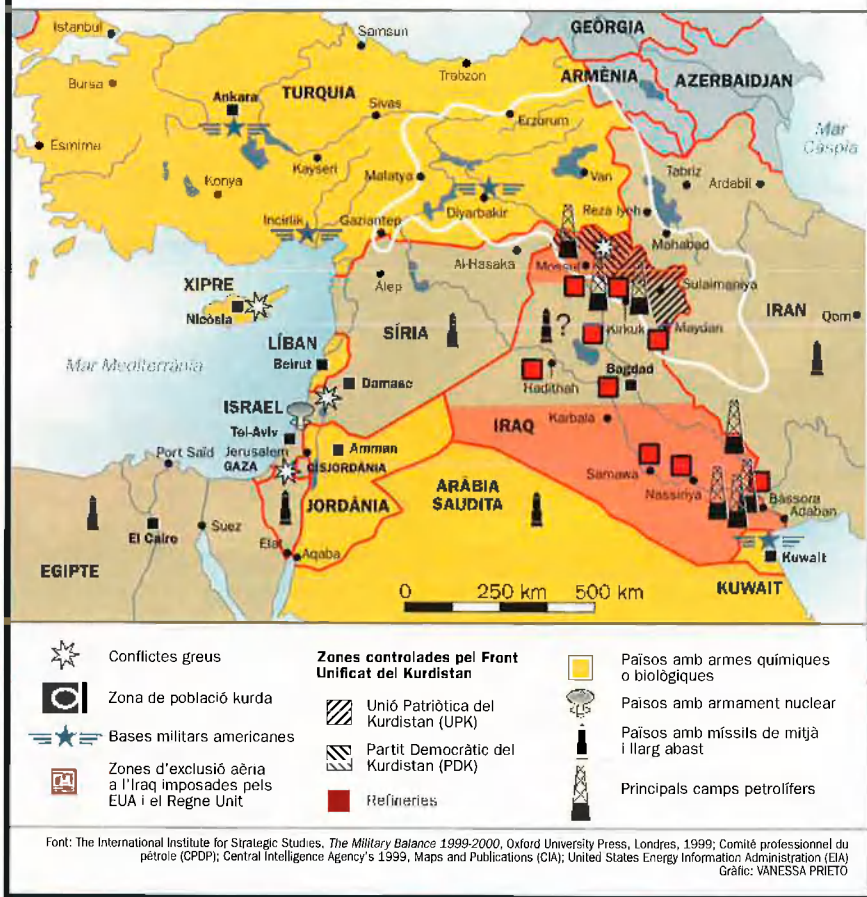 GEÒRGIA
Istanbul
Samsun
Trabzon
ARMÈNIA
AZERBAIDJAN
Bursa
Ankara
TURQUIA
Sivas
Erzurum
Mar Càspia
Esmirna
Kayseri
Malatya
Van
Tabriz
Ardabil
Konya
Diyarbakir
Reza Iyeh
Incirlik
Gaziantep
Mahabad
Al-Hasaka
Mossul
XIPRE
Alep
Sulaimaniya
IRAN
Nicòsia
SÍRIA
?
Kirkuk
Maydan
Qom
LÍBAN
Mar Mediterrània
Beirut
Damasc
Hadithah
Bagdad
ISRAEL
IRAQ
Karbala
Tel-Aviv
Port Saïd
Jerusalem
Amman
GAZA
CISJORDÀNIA
Samawa
Nassiriya
JORDÀNIA
ARÀBIA SAUDITA
Bàssora
Adaban
El Cairo
Suez
Elat
Aqaba
Kuwait
EGIPTE
0 250 km 500 km
KUWAIT
Conflictes greus
Zona de població kurda
Bases militars americanes
Zones d'exclusió aèria
a l'Iraq imposades pels
EUA i el Regne Unit
Zones controlades pel Front
Unificat del Kurdistan
Unió Patriòtica del
Kurdistan (UPK)
Partit Democràtic del
Kurdistan (PDK)
Refineries
Països amb armes químiques
o biològiques
Països amb armament nuclear
Països amb míssils de mitjà
i llarg abast
Principals camps petrolífers
Font: The International Institute for Strategic Studies, The Military Balance 1999-2000, Oxford University Press, Londres, 1999; Comité professionnel du
pétrole (CPDP); Central Intelligence Agency's 1999, Maps and Publications (CIA); United States Energy Information Administration (EIA)
Gràfic: VANESSA PRIETO